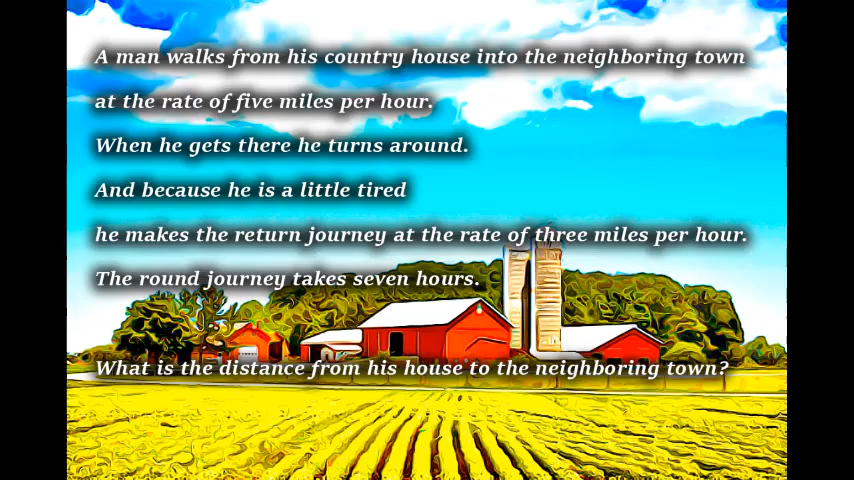 A man walks from his country house into the neighboring town
at the rate of five miles per hour.
When he gets there he turns around.
And because he is a little tired
he makes the return journey at the rate of three miles per hour.
The round journey takes seven hours.
What is the distance from his house to the neighboring town?